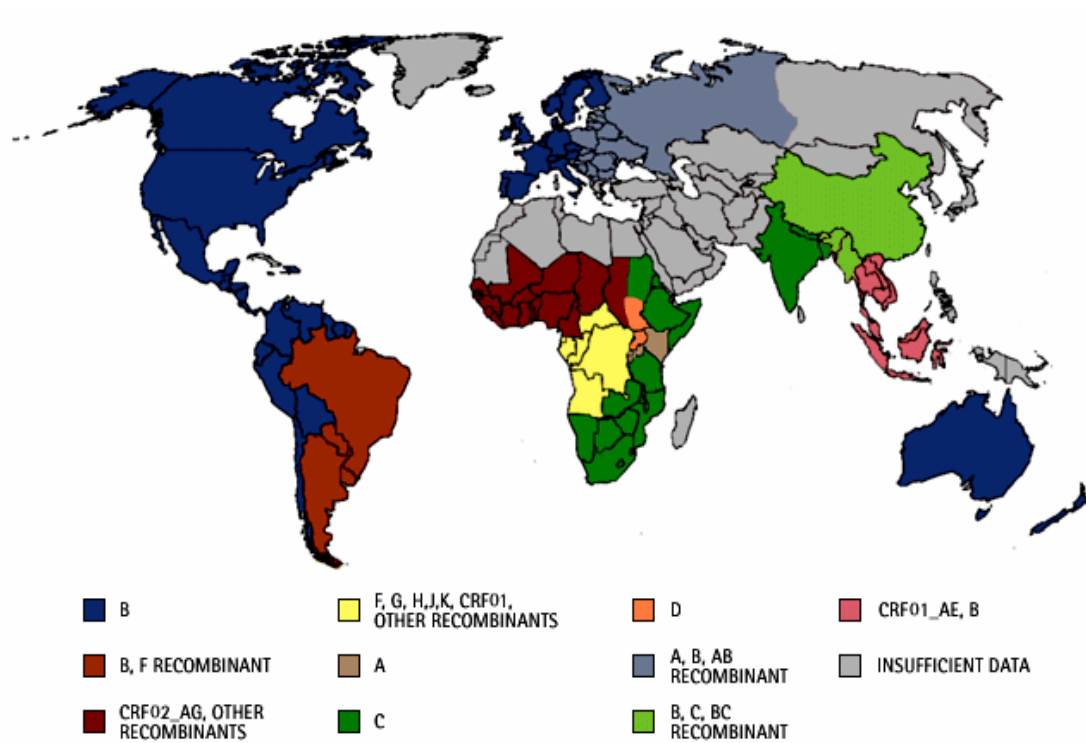 B
B, F RECOMBINANT
CRF02_AG, OTHER
RECOMBINANTS
F, G, H,J,K, CRF01,
OTHER RECOMBINANTS
A
C
D
A, B, AB
RECOMBINANT
B, C, BC
RECOMBINANT
CRF01_AE, B
INSUFFICIENT DATA